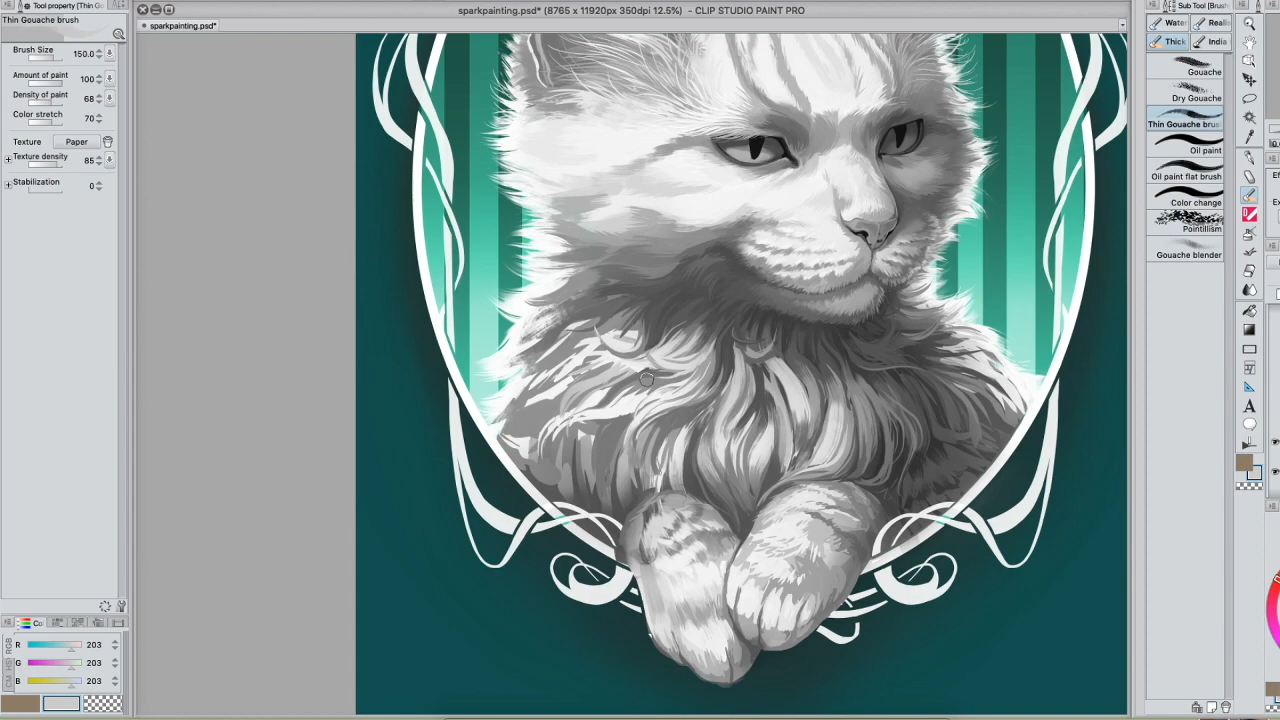 Tool property [Thin G
Thin Gouache brush
Brush Size 150.0
Amount of paint 100
Density of paint 68
Color stretch 70
Texture Paper
Texture density 85
Stabilization 0
sparkpainting.psd* (8765 x 11920px 350dpi 12.5%) - CLIP STUDIO PAINT PRO
sparkpainting.psd*
Sub Tool [Brush
Water
Realis
Thick
India
Gouache
Dry Gouache
Thin Gouache brus
Oil paint
Oil paint flat brush
Color change
Pointillism
Gouache blender
Co
R 203
G 203
B 203
RGB